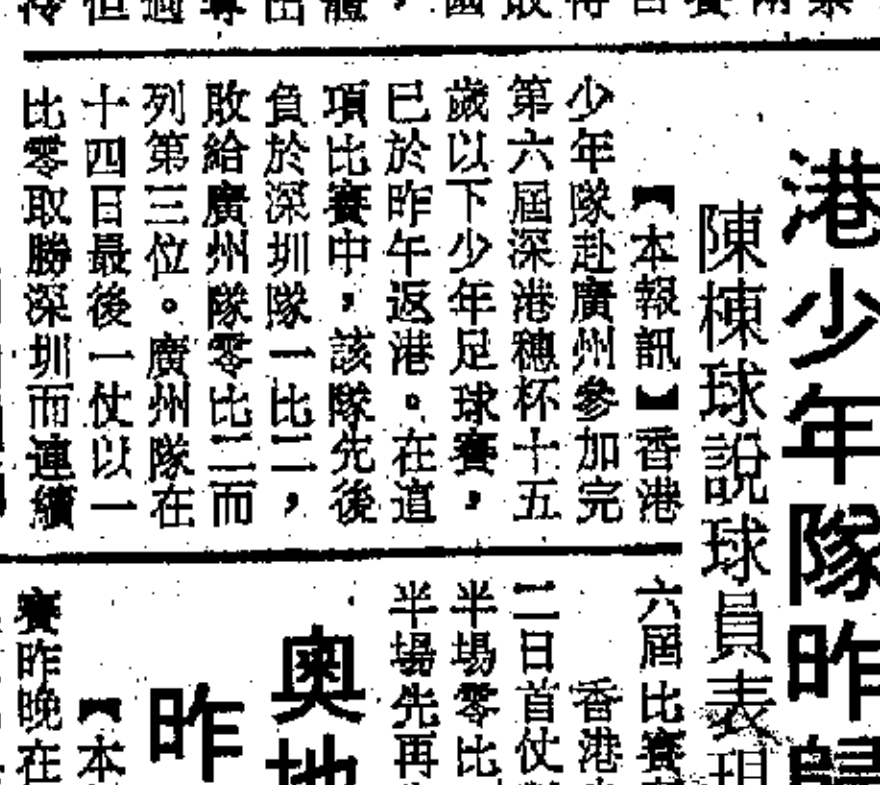 港少年隊昨歸
陳棟球說球員表現
【本報訊】香港
少年隊赴廣州參加完
第六屆深港穗杯十五
歲以下少年足球賽，
已於昨午返港。在這
項比賽中，該隊先後
負於深圳隊一比二，
敗給廣州隊零比二而
列第三位。廣州隊在
十四日最後一仗以一
比零取勝深圳而連續
六屆比賽
香港
二日首仗
半場零比
半場先再
奧地
昨
【本
賽昨晚在